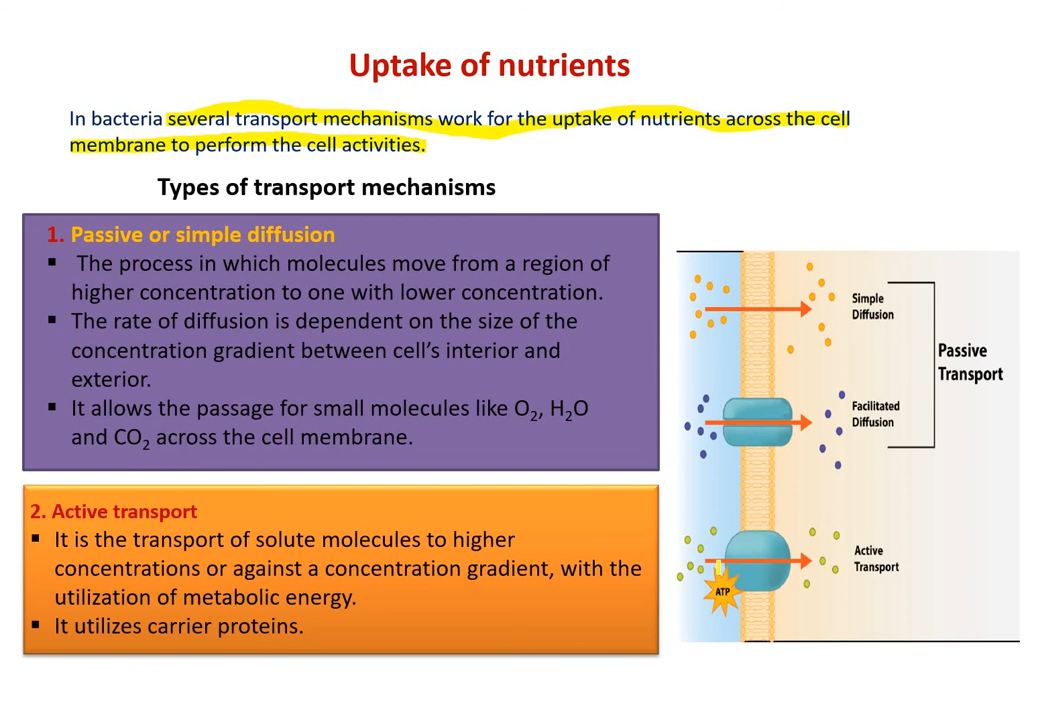 Uptake of nutrients
In bacteria several transport mechanisms work for the uptake of nutrients across the cell
membrane to perform the cell activities.
Types of transport mechanisms
1. Passive or simple diffusion
▪ The process in which molecules move from a region of
higher concentration to one with lower concentration.
▪ The rate of diffusion is dependent on the size of the
concentration gradient between cell’s interior and
exterior.
▪ It allows the passage for small molecules like O₂, H₂O
and CO₂ across the cell membrane.
2. Active transport
▪ It is the transport of solute molecules to higher
concentrations or against a concentration gradient, with the
utilization of metabolic energy.
▪ It utilizes carrier proteins.
Simple
Diffusion
Passive
Transport
Facilitated
Diffusion
Active
Transport
ATP